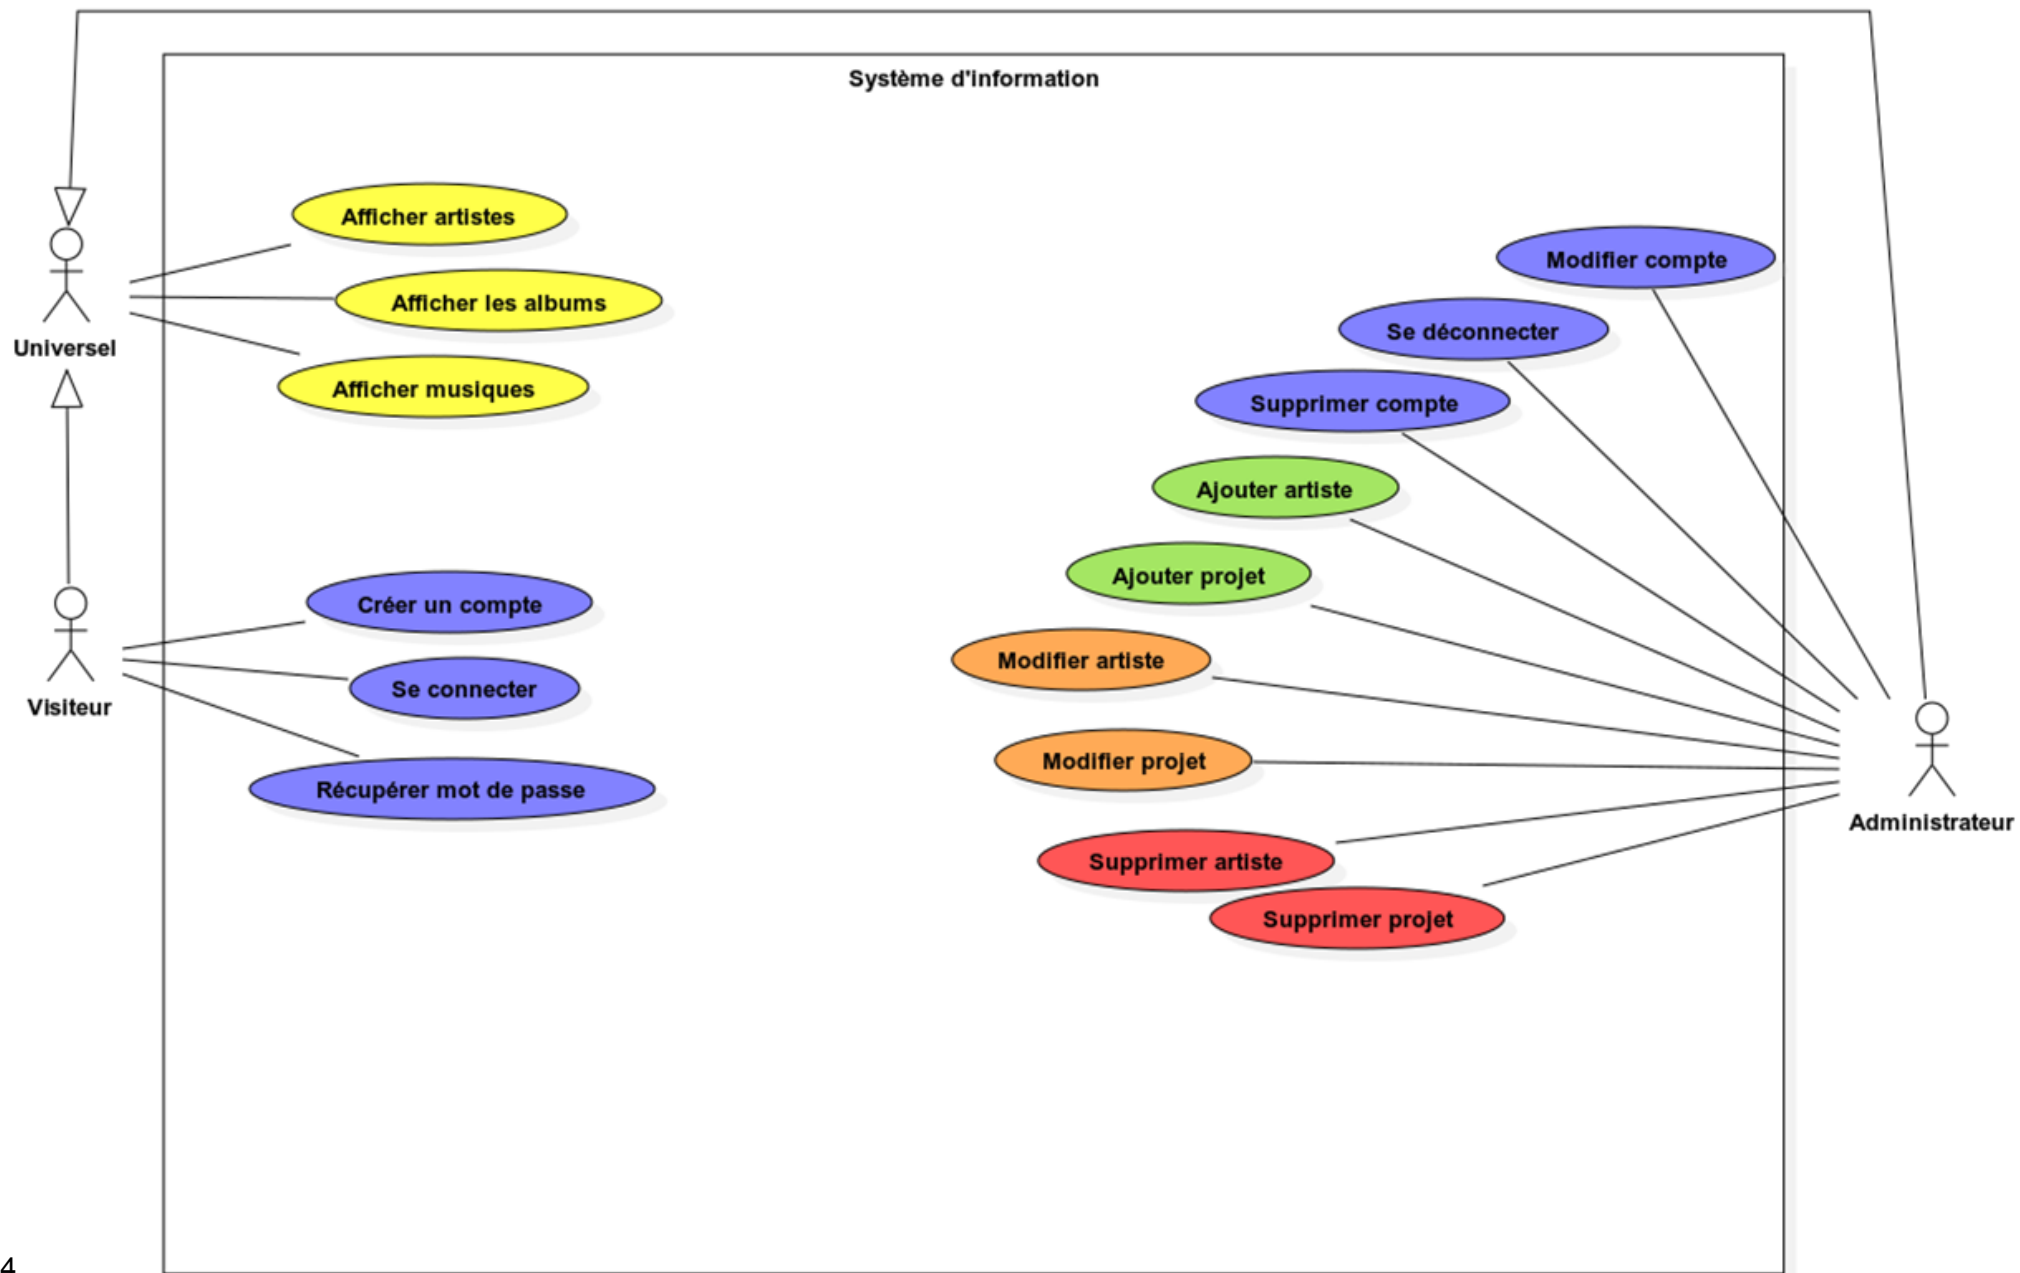 Système d'information
Afficher artistes
Afficher les albums
Afficher musiques
Universel
Modifier compte
Se déconnecter
Supprimer compte
Ajouter artiste
Ajouter projet
Créer un compte
Se connecter
Récupérer mot de passe
Visiteur
Modifier artiste
Modifier projet
Supprimer artiste
Supprimer projet
Administrateur
4